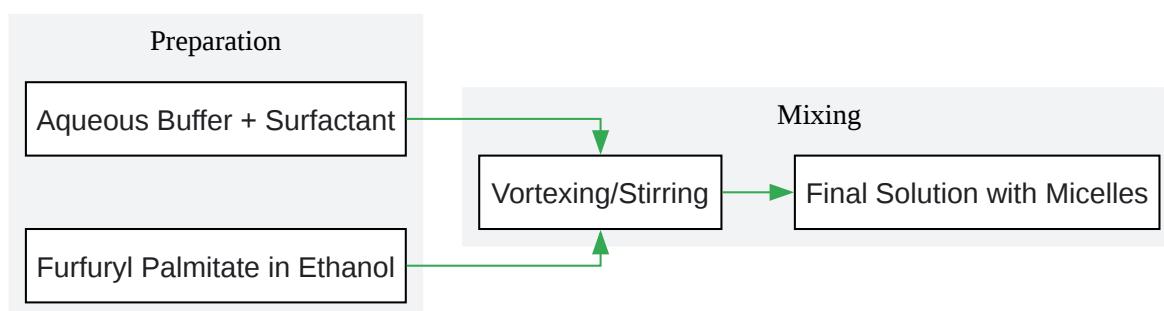 Preparation
Aqueous Buffer + Surfactant
Furfuryl Palmitate in Ethanol
Mixing
Vortexing/Stirring
Final Solution with Micelles